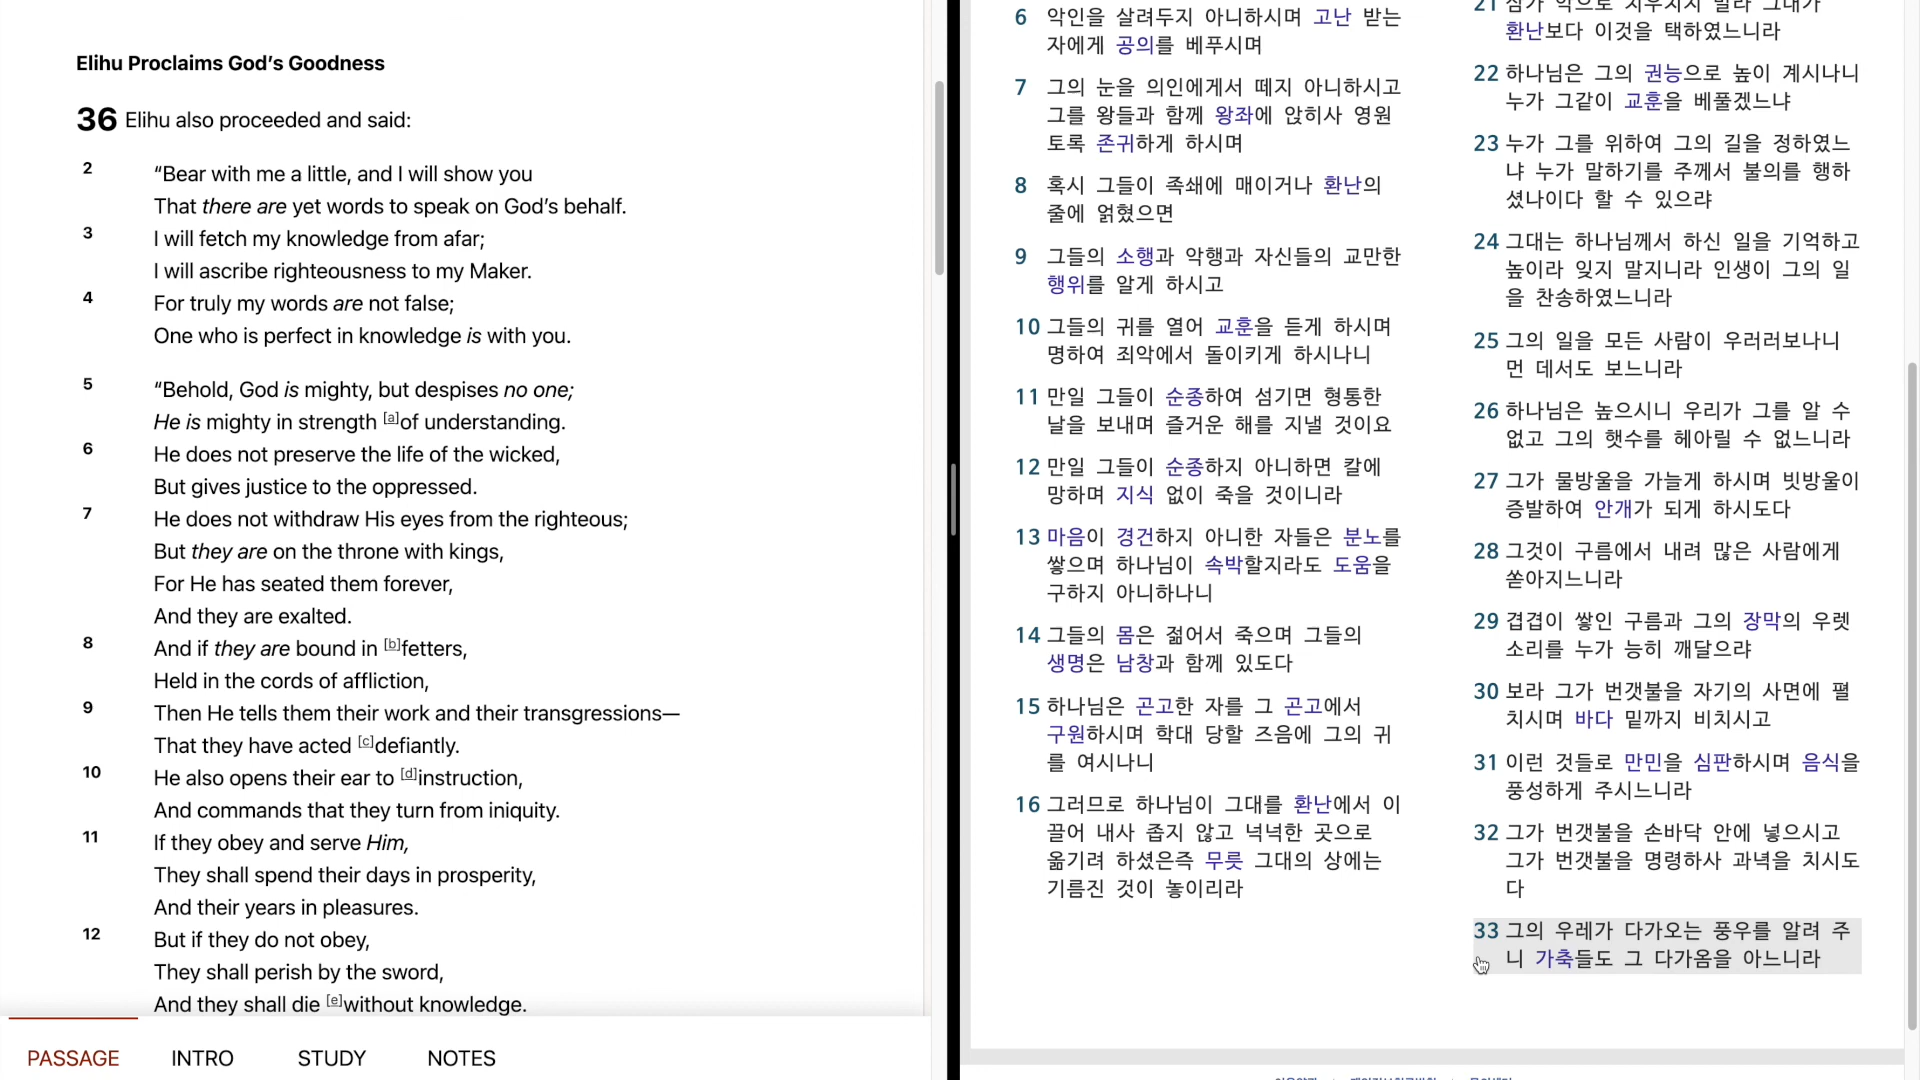 Elihu Proclaims God’s Goodness
36 Elihu also proceeded and said:
2 “Bear with me a little, and I will show you
That there are yet words to speak on God’s behalf.
3 I will fetch my knowledge from afar;
I will ascribe righteousness to my Maker.
4 For truly my words are not false;
One who is perfect in knowledge is with you.
5 “Behold, God is mighty, but despises no one;
He is mighty in strength [a]of understanding.
6 He does not preserve the life of the wicked,
But gives justice to the oppressed.
7 He does not withdraw His eyes from the righteous;
But they are on the throne with kings,
For He has seated them forever,
And they are exalted.
8 And if they are bound in [b]fetters,
Held in the cords of affliction,
9 Then He tells them their work and their transgressions—
That they have acted [c]defiantly.
10 He also opens their ear to [d]instruction,
And commands that they turn from iniquity.
11 If they obey and serve Him,
They shall spend their days in prosperity,
And their years in pleasures.
12 But if they do not obey,
They shall perish by the sword,
And they shall die [e]without knowledge.
PASSAGE INTRO STUDY NOTES
6 악인을 살려두지 아니하시며 고난 받는
자에게 공의를 베푸시며
7 그의 눈을 의인에게서 떼지 아니하시고
그를 왕들과 함께 왕좌에 앉히사 영원
토록 존귀하게 하시며
8 혹시 그들이 족쇄에 매이거나 환난의
줄에 얽혔으면
9 그들의 소행과 악행과 자신들의 교만한
행위를 알게 하시고
10 그들의 귀를 열어 교훈을 듣게 하시며
명하여 죄악에서 돌이키게 하시나니
11 만일 그들이 순종하여 섬기면 형통한
날을 보내며 즐거운 해를 지낼 것이요
12 만일 그들이 순종하지 아니하면 칼에
망하며 지식 없이 죽을 것이니라
13 마음이 경건하지 아니한 자들은 분노를
쌓으며 하나님이 속박할지라도 도움을
구하지 아니하나니
14 그들의 몸은 젊어서 죽으며 그들의
생명은 남창과 함께 있도다
15 하나님은 곤고한 자를 그 곤고에서
구원하시며 학대 당할 즈음에 그의 귀
를 여시나니
16 그러므로 하나님이 그대를 환난에서 이
끌어 내사 좁지 않고 넉넉한 곳으로
옮기려 하셨은즉 무릇 그대의 상에는
기름진 것이 놓이리라
21 삼가 악으로 치우치지 말라 그대가
환난보다 이것을 택하였느니라
22 하나님은 그의 권능으로 높이 계시나니
누가 그같이 교훈을 베풀겠느냐
23 누가 그를 위하여 그의 길을 정하였느
냐 누가 말하기를 주께서 불의를 행하
셨나이다 할 수 있으랴
24 그대는 하나님께서 하신 일을 기억하고
높이라 잊지 말지니라 인생이 그의 일
을 찬송하였느니라
25 그의 일을 모든 사람이 우러러보나니
먼 데서도 보느니라
26 하나님은 높으시니 우리가 그를 알 수
없고 그의 햇수를 헤아릴 수 없느니라
27 그가 물방울을 가늘게 하시며 빗방울이
증발하여 안개가 되게 하시도다
28 그것이 구름에서 내려 많은 사람에게
쏟아지느니라
29 겹겹이 쌓인 구름과 그의 장막의 우렛
소리를 누가 능히 깨달으랴
30 보라 그가 번갯불을 자기의 사면에 펼
치시며 바다 밑까지 비치시고
31 이런 것들로 만민을 심판하시며 음식을
풍성하게 주시느니라
32 그가 번갯불을 손바닥 안에 넣으시고
그가 번갯불을 명령하사 과녁을 치시도
다
33 그의 우레가 다가오는 풍우를 알려 주
니 가축들도 그 다가옴을 아느니라